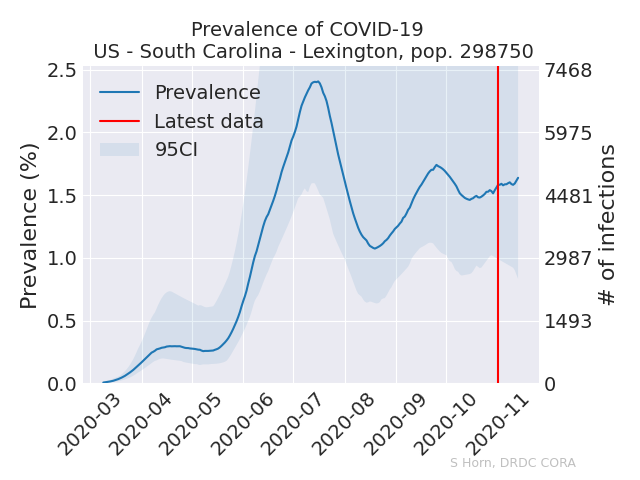 Prevalence of COVID-19
US - South Carolina - Lexington, pop. 298750
Prevalence
Latest data
95CI
Prevalence (%)
2.5
2.0
1.5
1.0
0.5
0.0
7468
5975
4481
2987
1493
0
# of infections
2020-03
2020-04
2020-05
2020-06
2020-07
2020-08
2020-09
2020-10
2020-11
S Horn, DRDC CORA